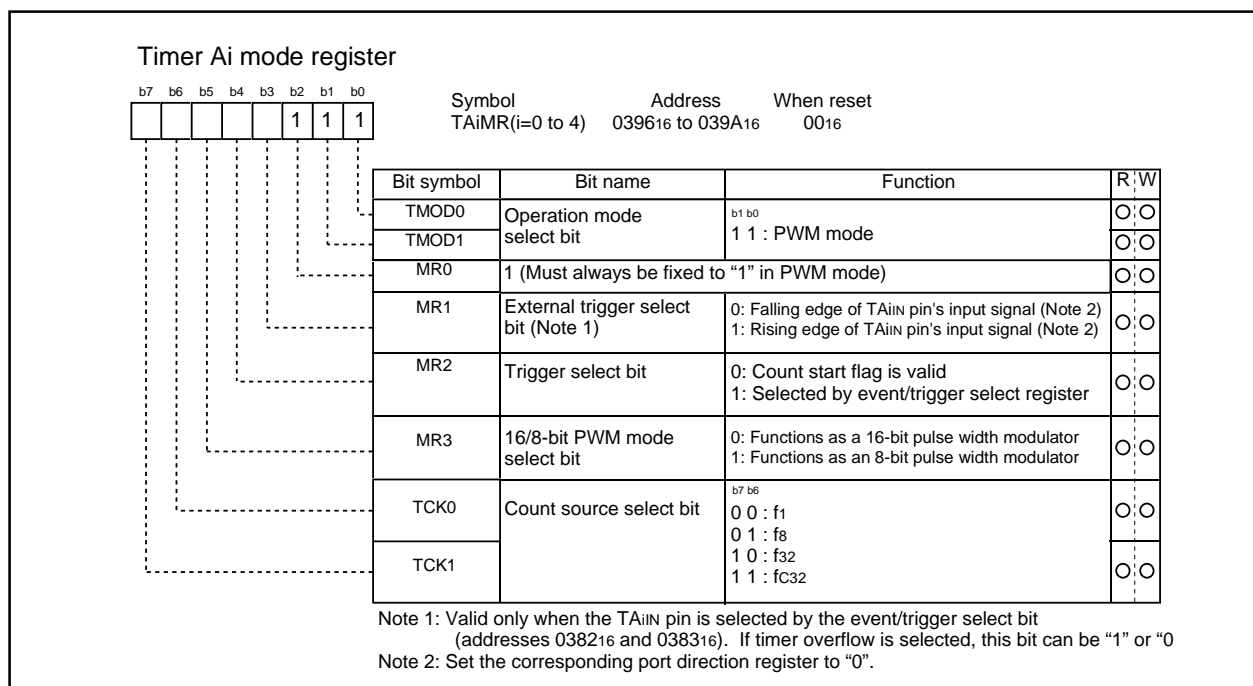 Timer Ai mode register
b7 b6 b5 b4 b3 b2 b1 b0
1 1 1
Symbol Address When reset
TAiMR(i=0 to 4) 039616 to 039A16 0016
Bit symbol Bit name Function R W
TMOD0 Operation mode select bit b1 b0
TMOD1 1 1 : PWM mode
MR0 1 (Must always be fixed to “1” in PWM mode)
MR1 External trigger select 0: Falling edge of TAiIN pin's input signal (Note 2)
bit (Note 1) 1: Rising edge of TAiIN pin's input signal (Note 2)
MR2 Trigger select bit 0: Count start flag is valid
1: Selected by event/trigger select register
MR3 16/8-bit PWM mode 0: Functions as a 16-bit pulse width modulator
select bit 1: Functions as an 8-bit pulse width modulator
b7 b6
TCK0 Count source select bit 0 0 : f1
0 1 : f8
TCK1 1 0 : f32
1 1 : fC32
Note 1: Valid only when the TAiIN pin is selected by the event/trigger select bit
(addresses 038216 and 038316). If timer overflow is selected, this bit can be “1” or “0
Note 2: Set the corresponding port direction register to “0”.